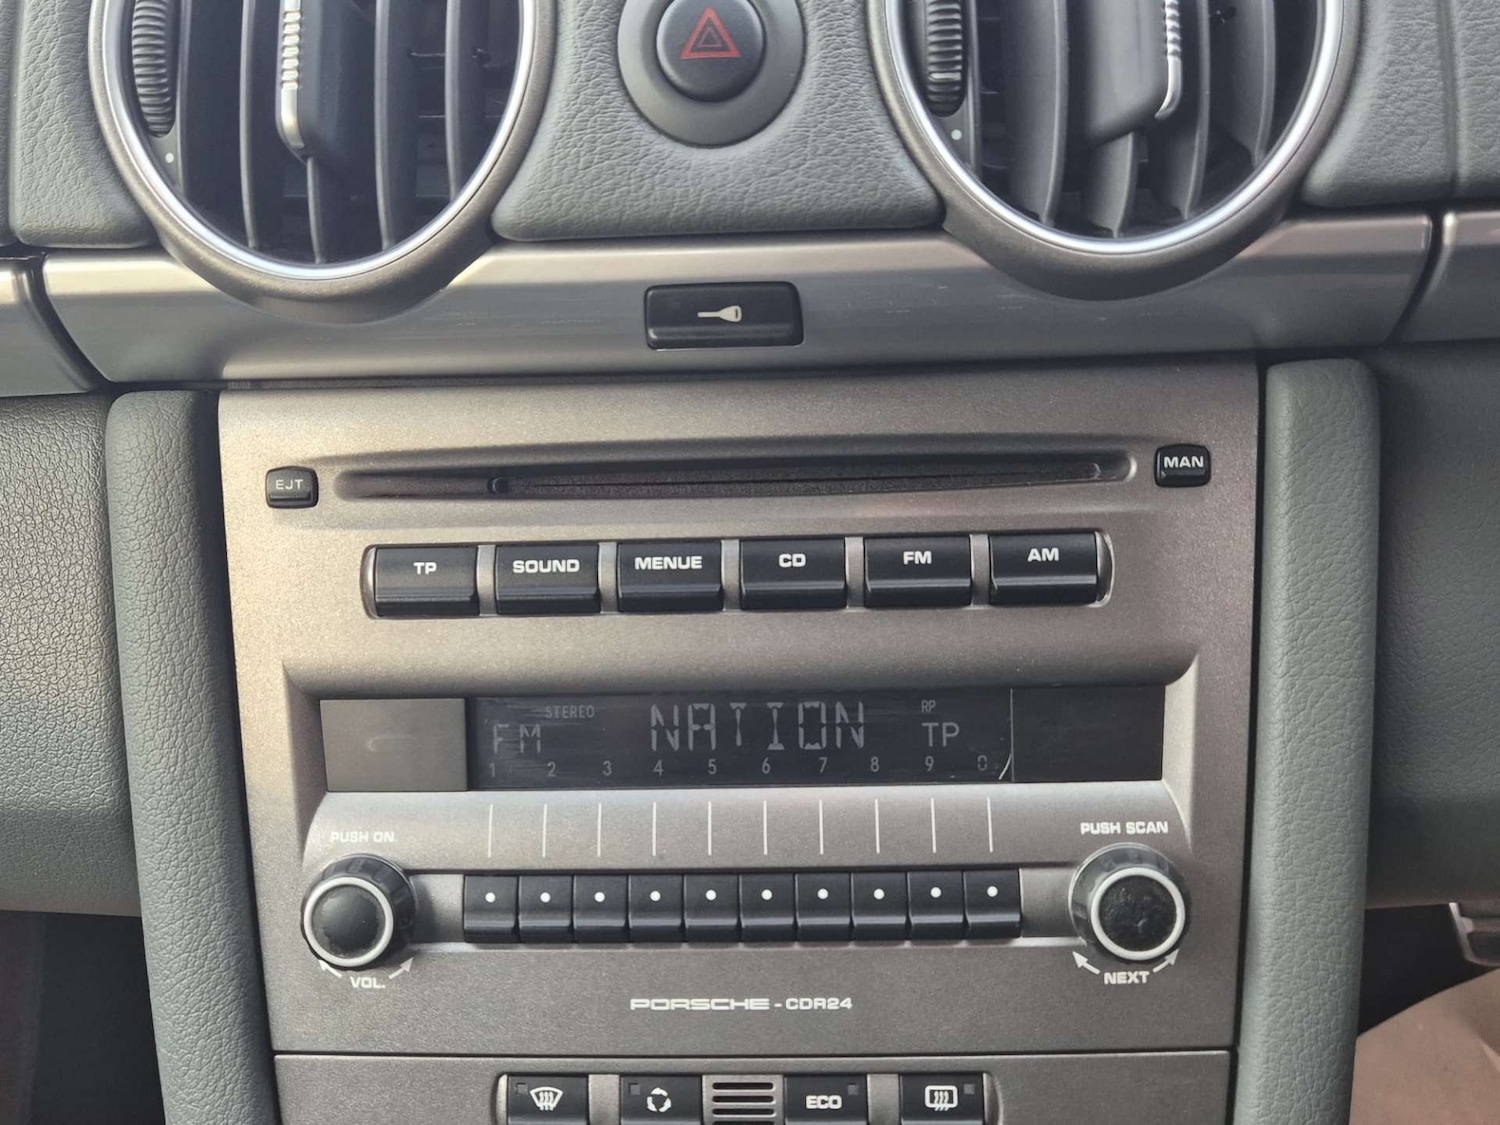 EJT
MAN
TP SOUND MENUE CD FM AM
STEREO RP
FM NATION TP
1 2 3 4 5 6 7 8 9 0
PUSH ON PUSH SCAN
VOL. NEXT
PORSCHE - CDR24
ECO